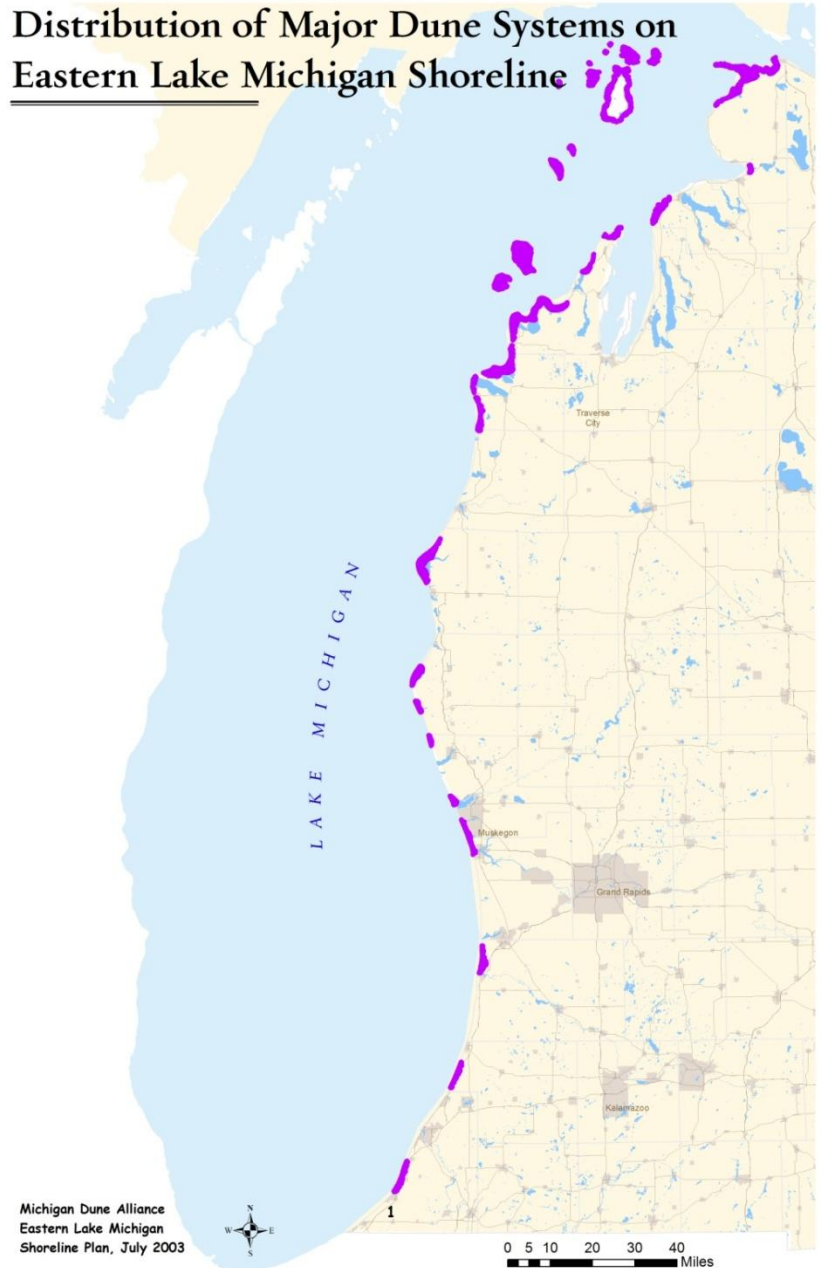 Distribution of Major Dune Systems on
Eastern Lake Michigan Shoreline
Traverse
City
LAKE MICHIGAN
Muskegon
Grand Rapids
Kalamazoo
Michigan Dune Alliance
Eastern Lake Michigan
Shoreline Plan, July 2003
N
W E
S
1
0 5 10 20 30 40
Miles